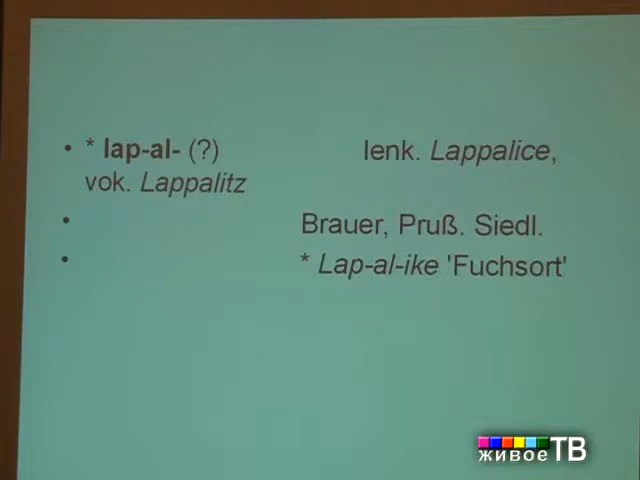 • * lap-al- (?) lenk. Lappalice,
vok. Lappalitz
• Brauer, Pruß. Siedl.
• * Lap-al-ike 'Fuchsort'
живоеТВ